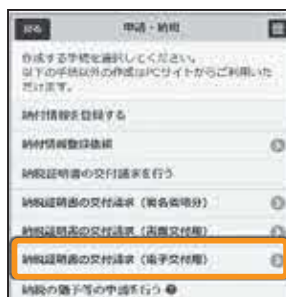 戻る
申請・納税
作成する手続を選択してください。
以下の手続以外の作成はPCサイトからご利用いた
だけます。
納付情報を登録する
納付情報登録依頼
納税証明書の交付請求を行う
納税証明書の交付請求（署名省略分）
納税証明書の交付請求（書面交付用）
納税証明書の交付請求（電子交付用）
納税の猶予等の申請を行う